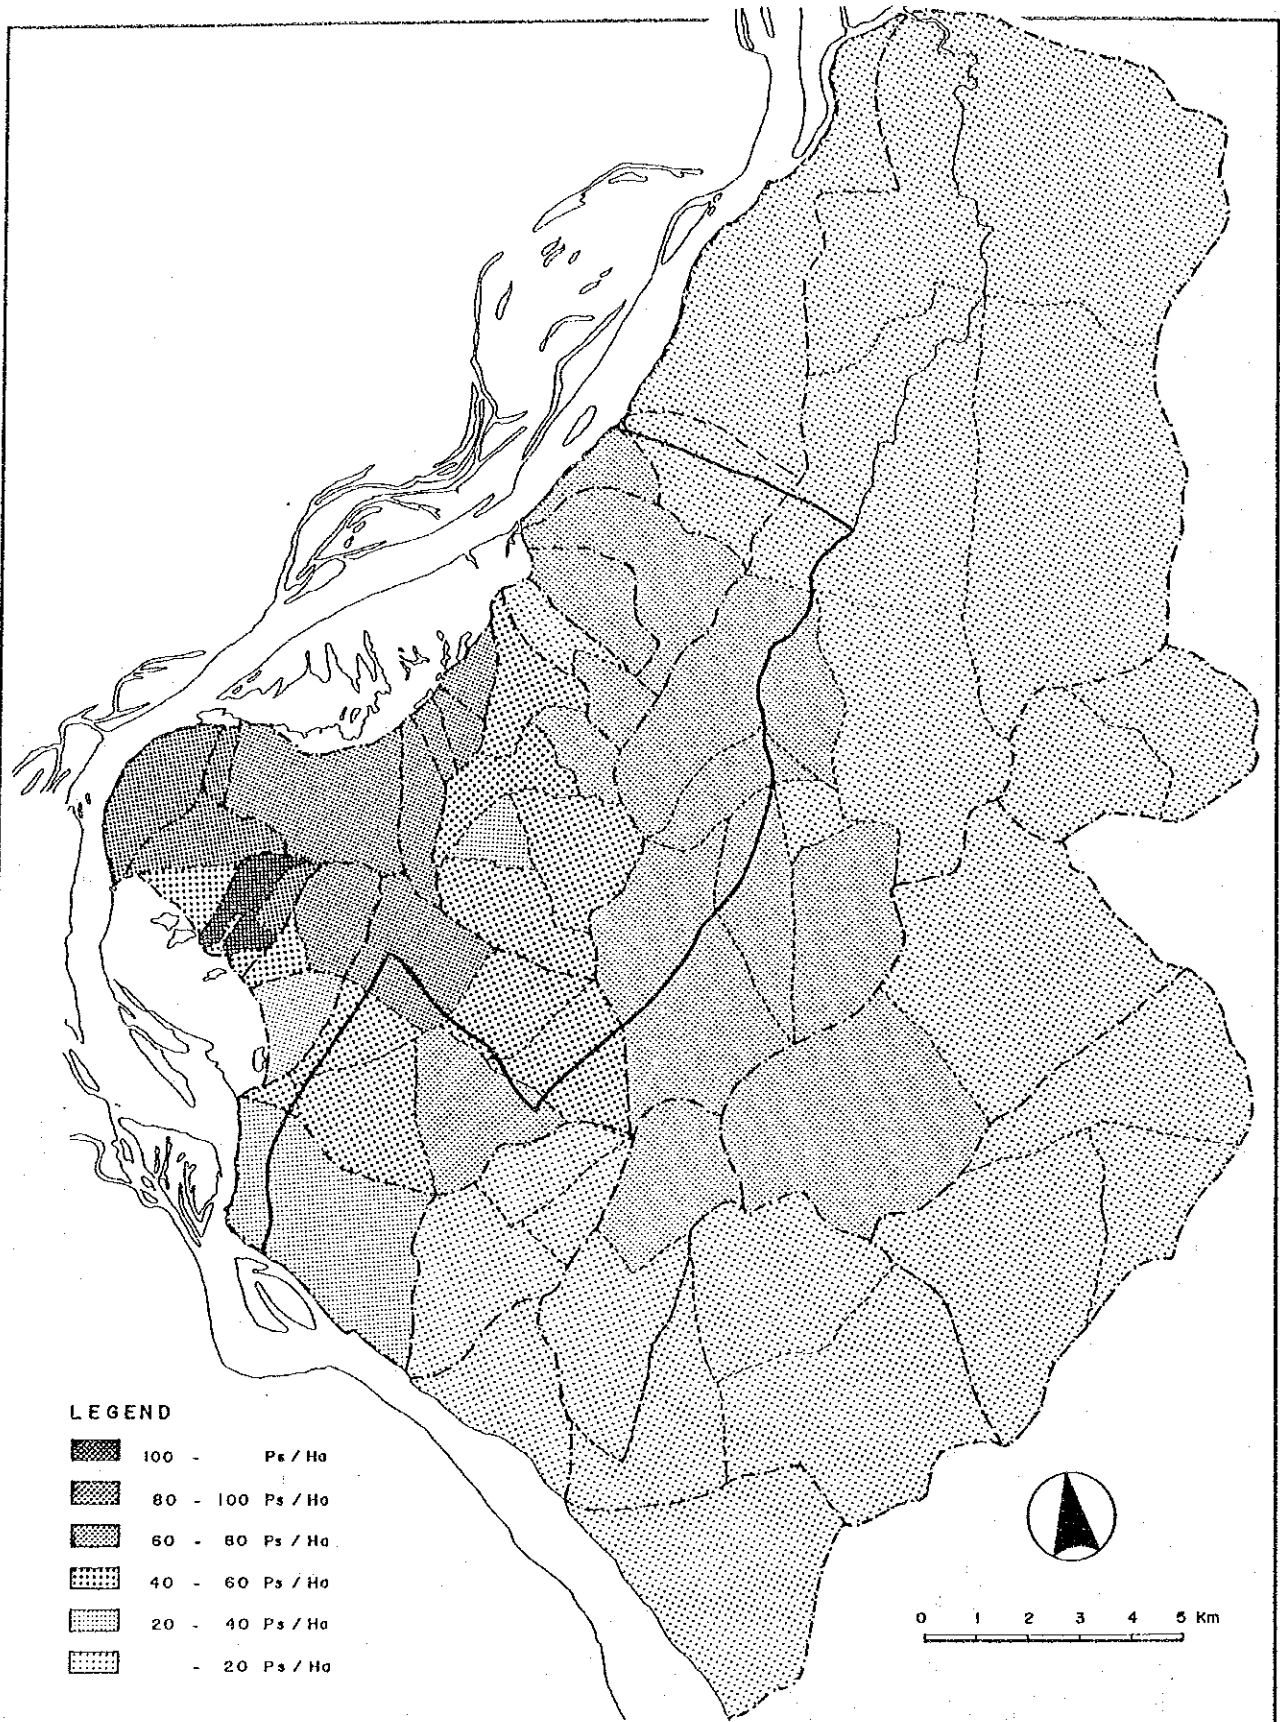 LEGEND
100 - Ps / Ha
80 - 100 Ps / Ha
60 - 80 Ps / Ha
40 - 60 Ps / Ha
20 - 40 Ps / Ha
- 20 Ps / Ha
0 1 2 3 4 5 Km